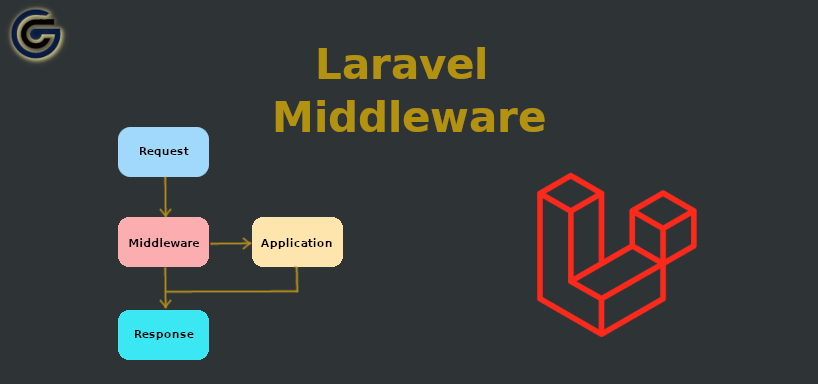 Laravel
Middleware
Request
Middleware
Application
Response